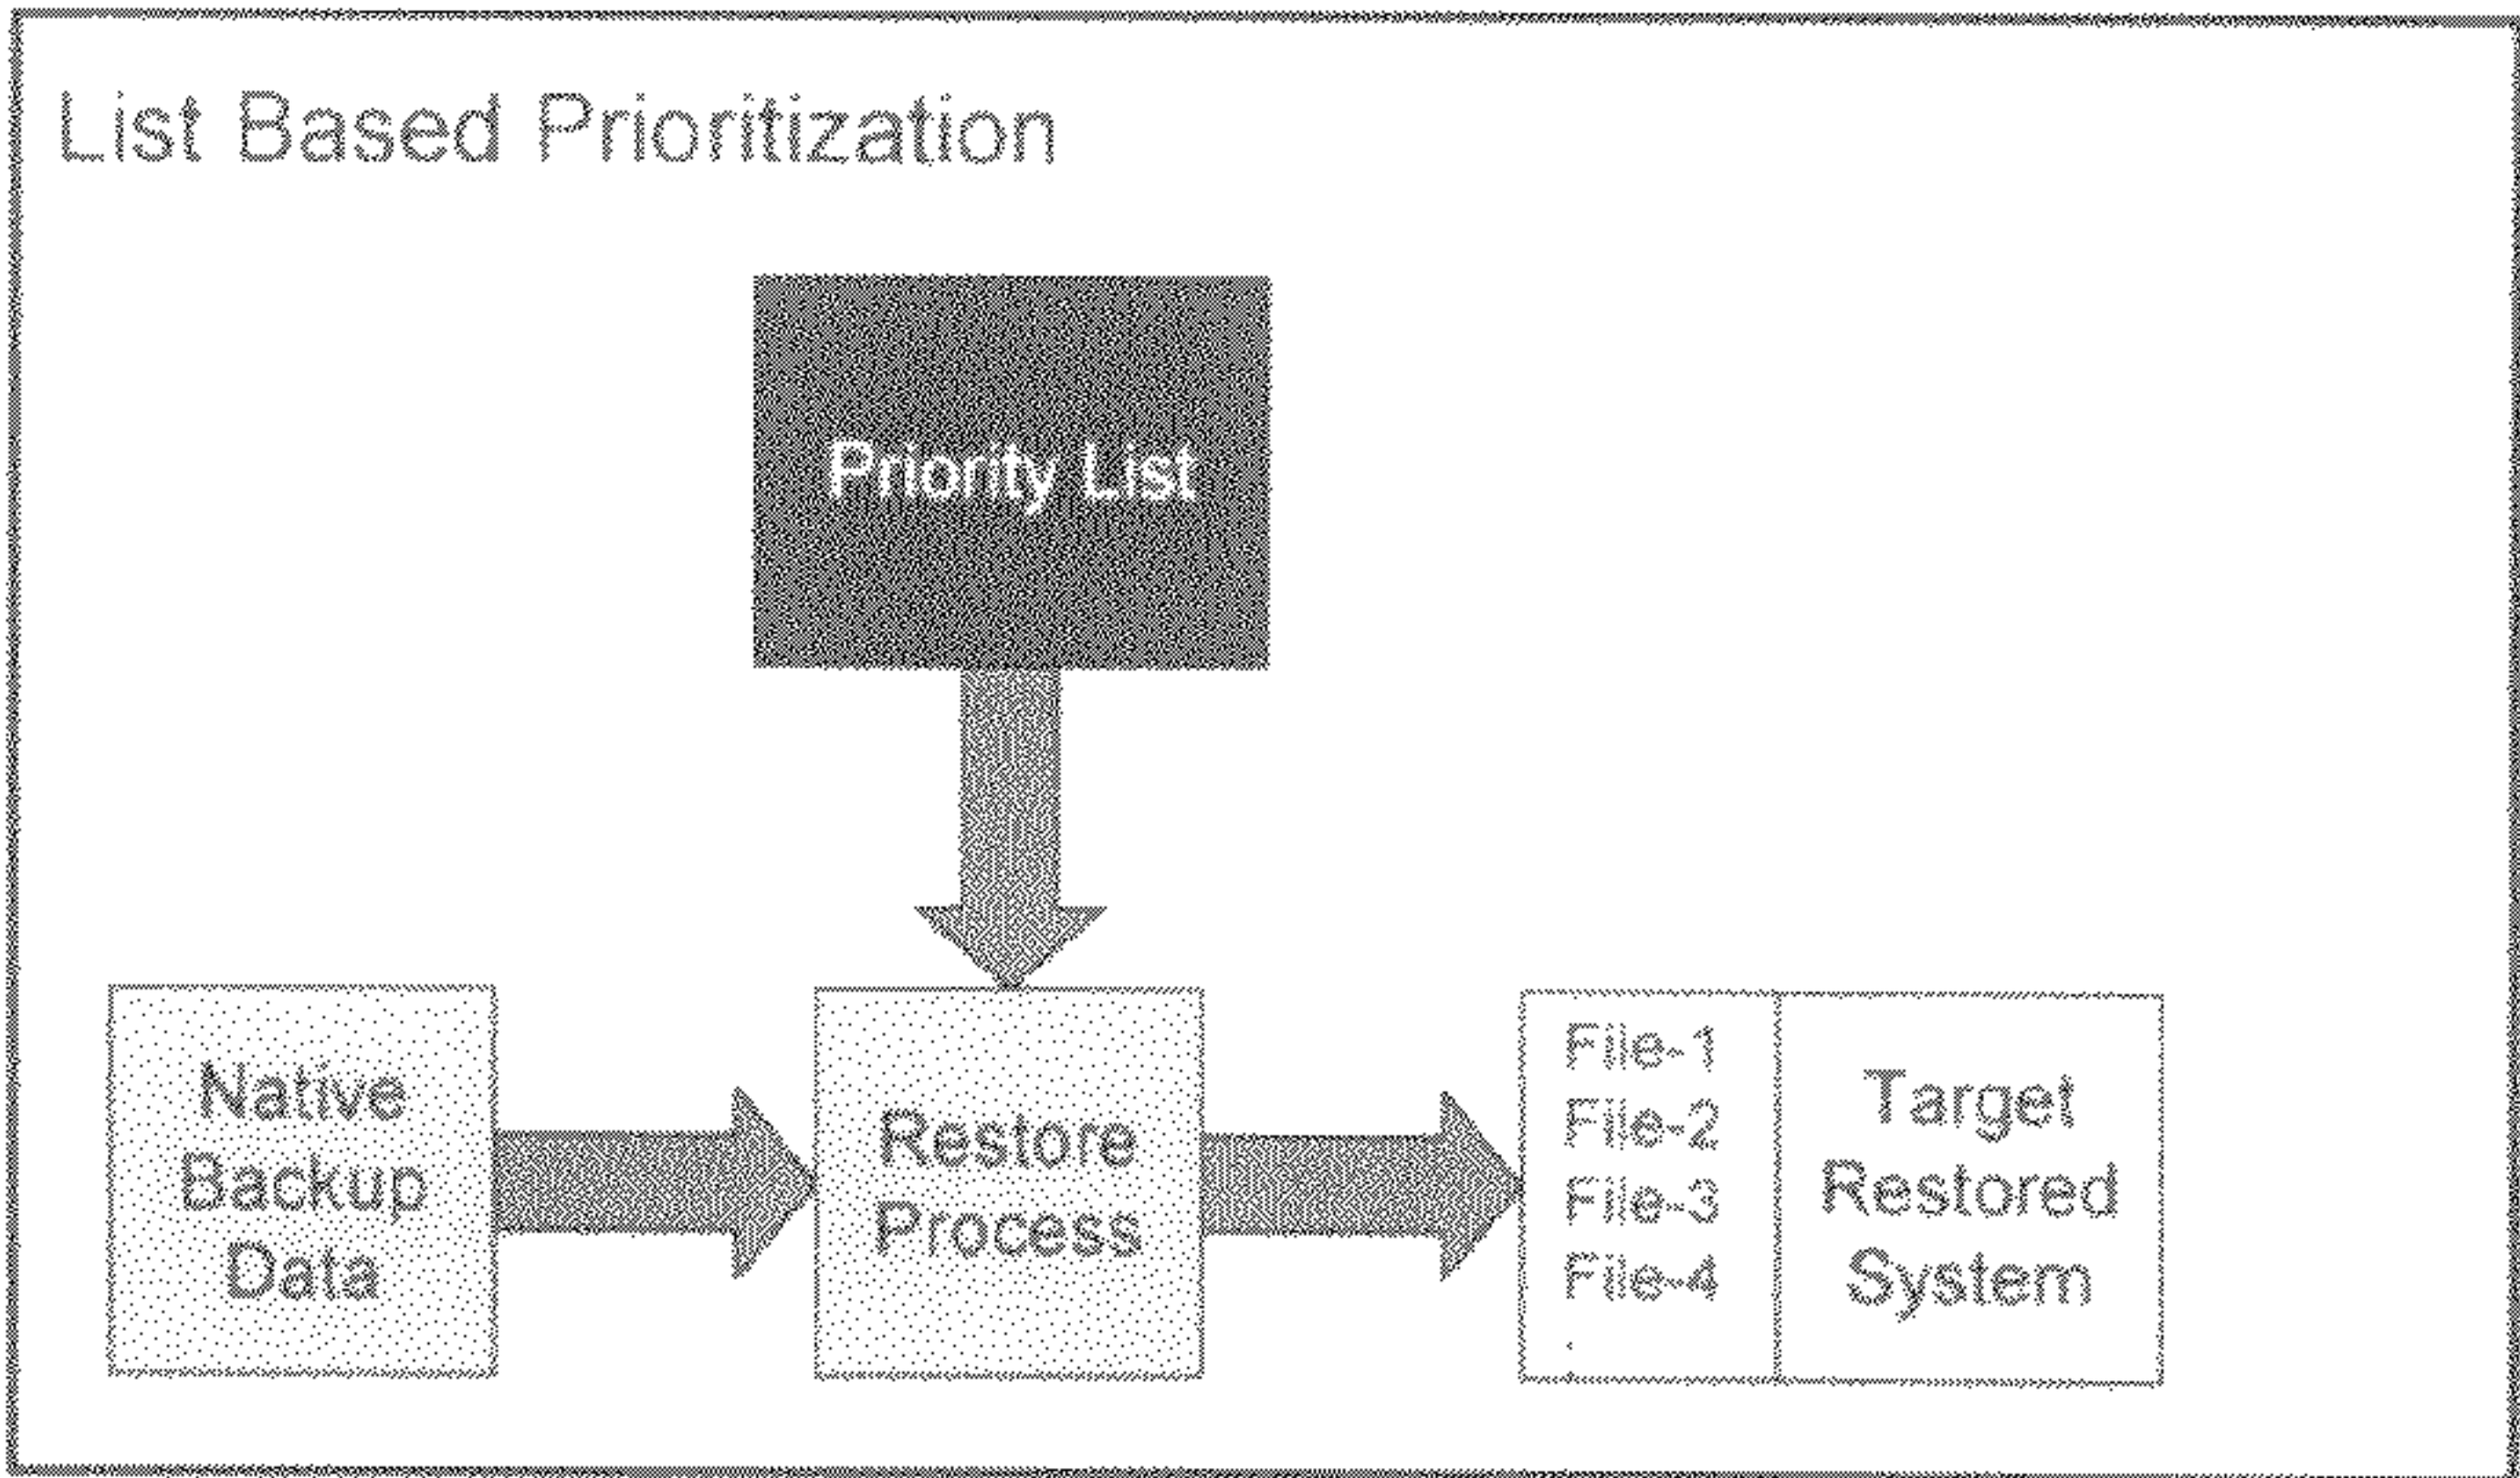 List Based Prioritization
Priority List
Native
Backup
Data
Restore
Process
File-1
File-2
File-3
File-4
.
.
Target
Restored
System